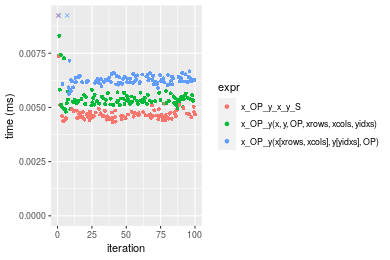 0.0075
0.0050
0.0025
0.0000
time (ms)
0
25
50
75
100
iteration
expr
x_OP_y_x_y_S
x_OP_y(x, y, OP, xrows, xcols, yidxs)
x_OP_y(x[xrows, xcols], y[yidxs], OP)